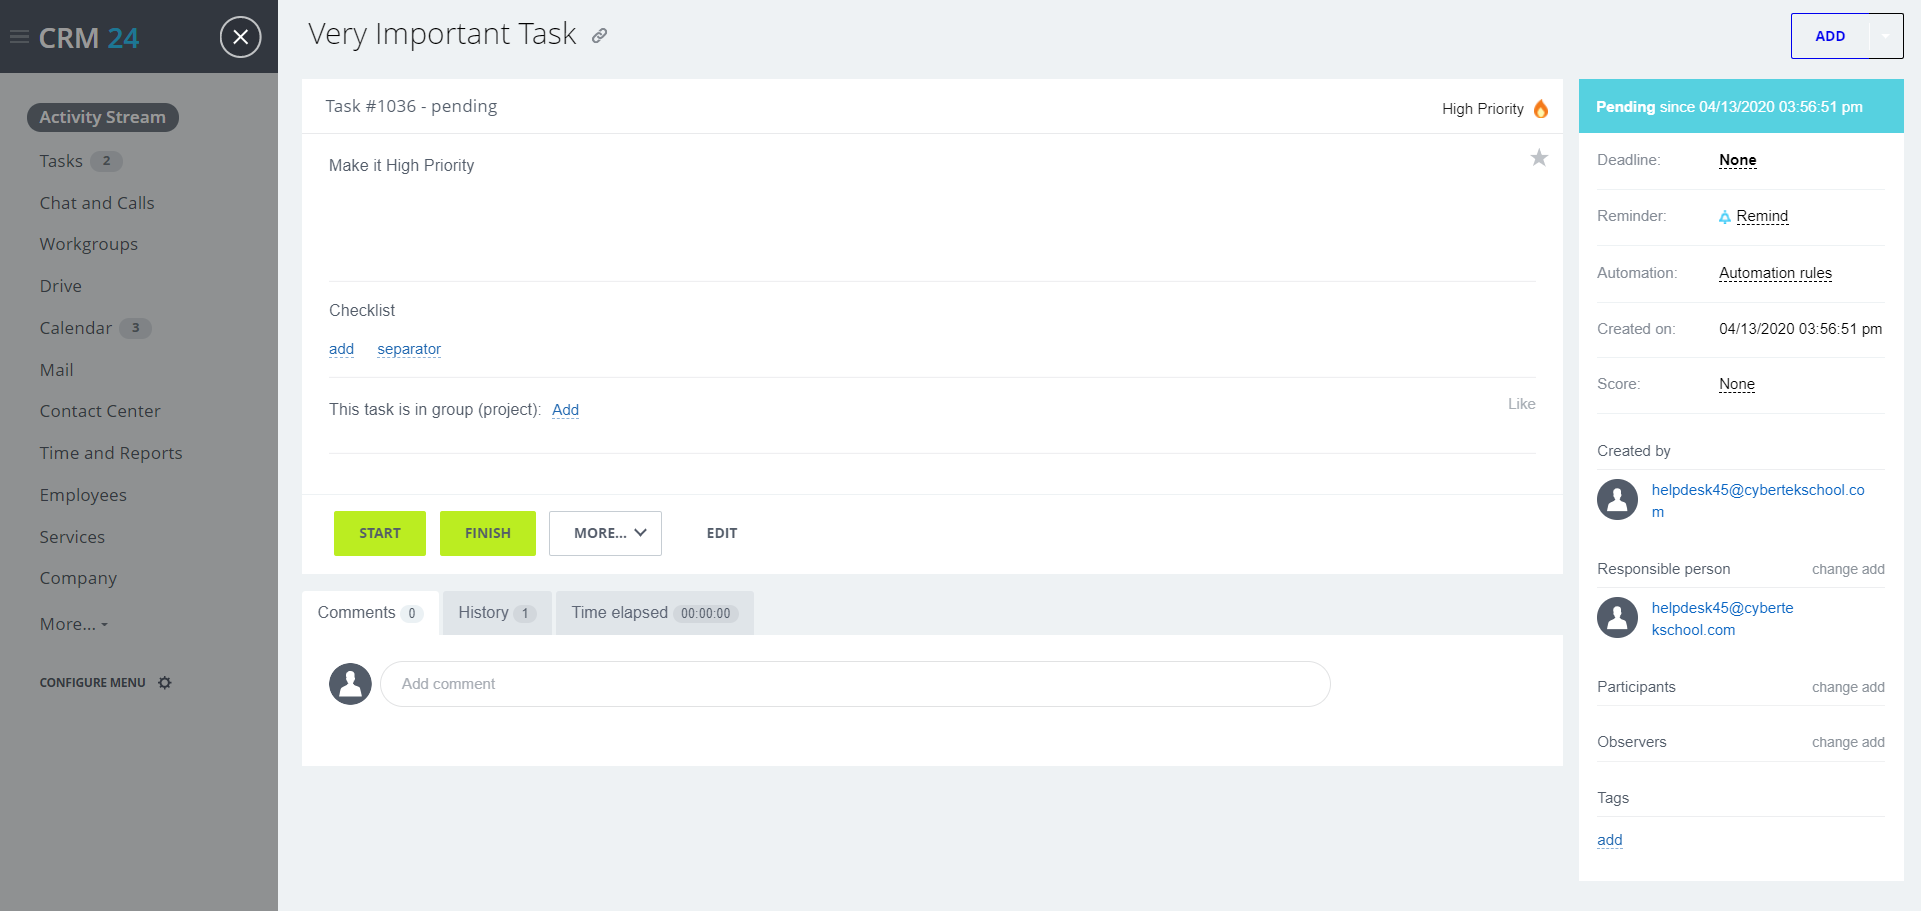 CRM 24
Activity Stream
Tasks 2
Chat and Calls
Workgroups
Drive
Calendar 3
Mail
Contact Center
Time and Reports
Employees
Services
Company
More...
CONFIGURE MENU
Very Important Task
ADD
Task #1036 - pending
High Priority
Make it High Priority
Checklist
add separator
This task is in group (project): Add
Like
START FINISH MORE... EDIT
Comments 0 History 1 Time elapsed 00:00:00
Add comment
Pending since 04/13/2020 03:56:51 pm
Deadline: None
Reminder: Remind
Automation: Automation rules
Created on: 04/13/2020 03:56:51 pm
Score: None
Created by
helpdesk45@cybertekschool.co
m
Responsible person change add
helpdesk45@cyberte
kschool.com
Participants change add
Observers change add
Tags
add